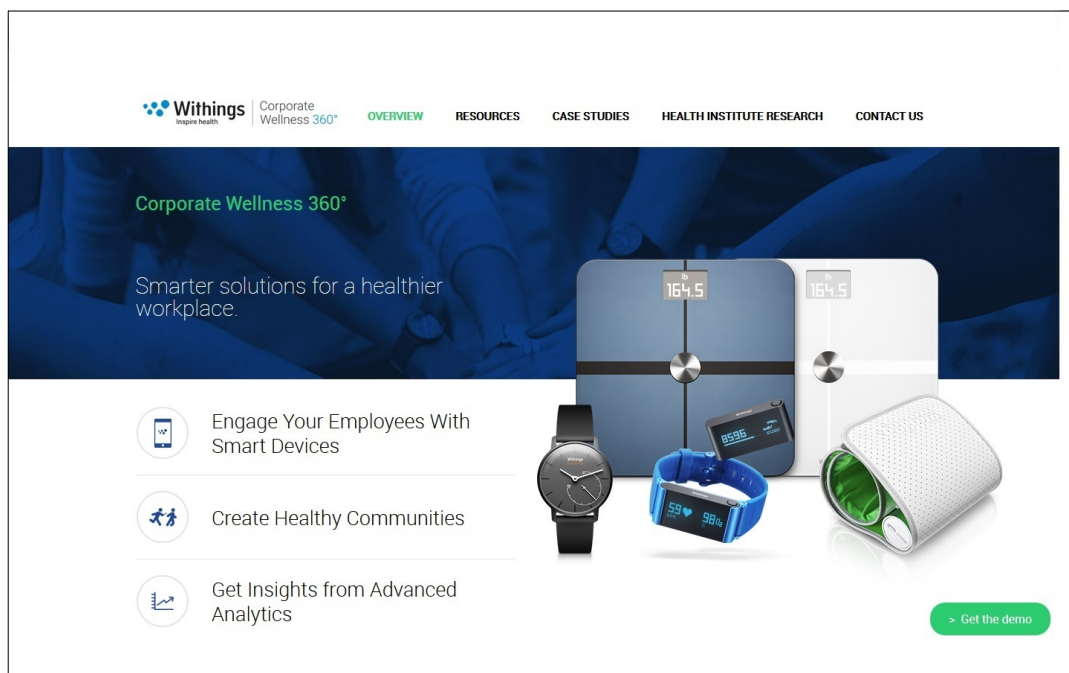 Withings
Inspire health
Corporate
Wellness 360°
OVERVIEW
RESOURCES
CASE STUDIES
HEALTH INSTITUTE RESEARCH
CONTACT US
Corporate Wellness 360°
Smarter solutions for a healthier
workplace.
lb
164.5
lb
164.5
Withings
8596
59
98
Engage Your Employees With
Smart Devices
Create Healthy Communities
Get Insights from Advanced
Analytics
> Get the demo